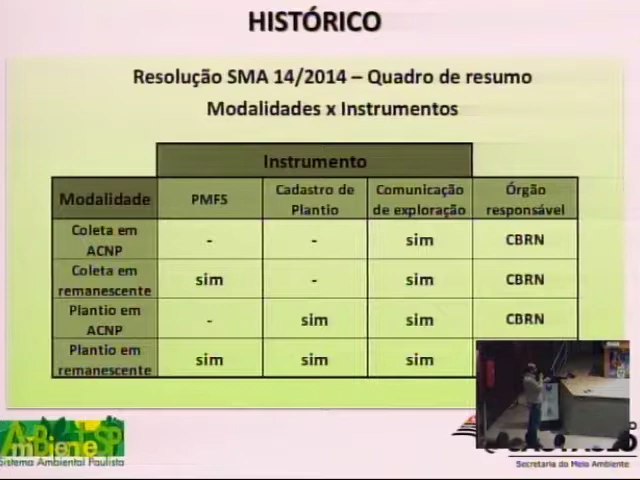 HISTÓRICO
Resolução SMA 14/2014 – Quadro de resumo
Modalidades x Instrumentos
Instrumento
Modalidade PMFS Cadastro de Plantio Comunicação de exploração Órgão responsável
Coleta em ACNP - - sim CBRN
Coleta em remanescente sim - sim CBRN
Plantio em ACNP - sim sim CBRN
Plantio em remanescente sim sim sim
AmBienteSP
Sistema Ambiental Paulista
Secretaria do Meio Ambiente